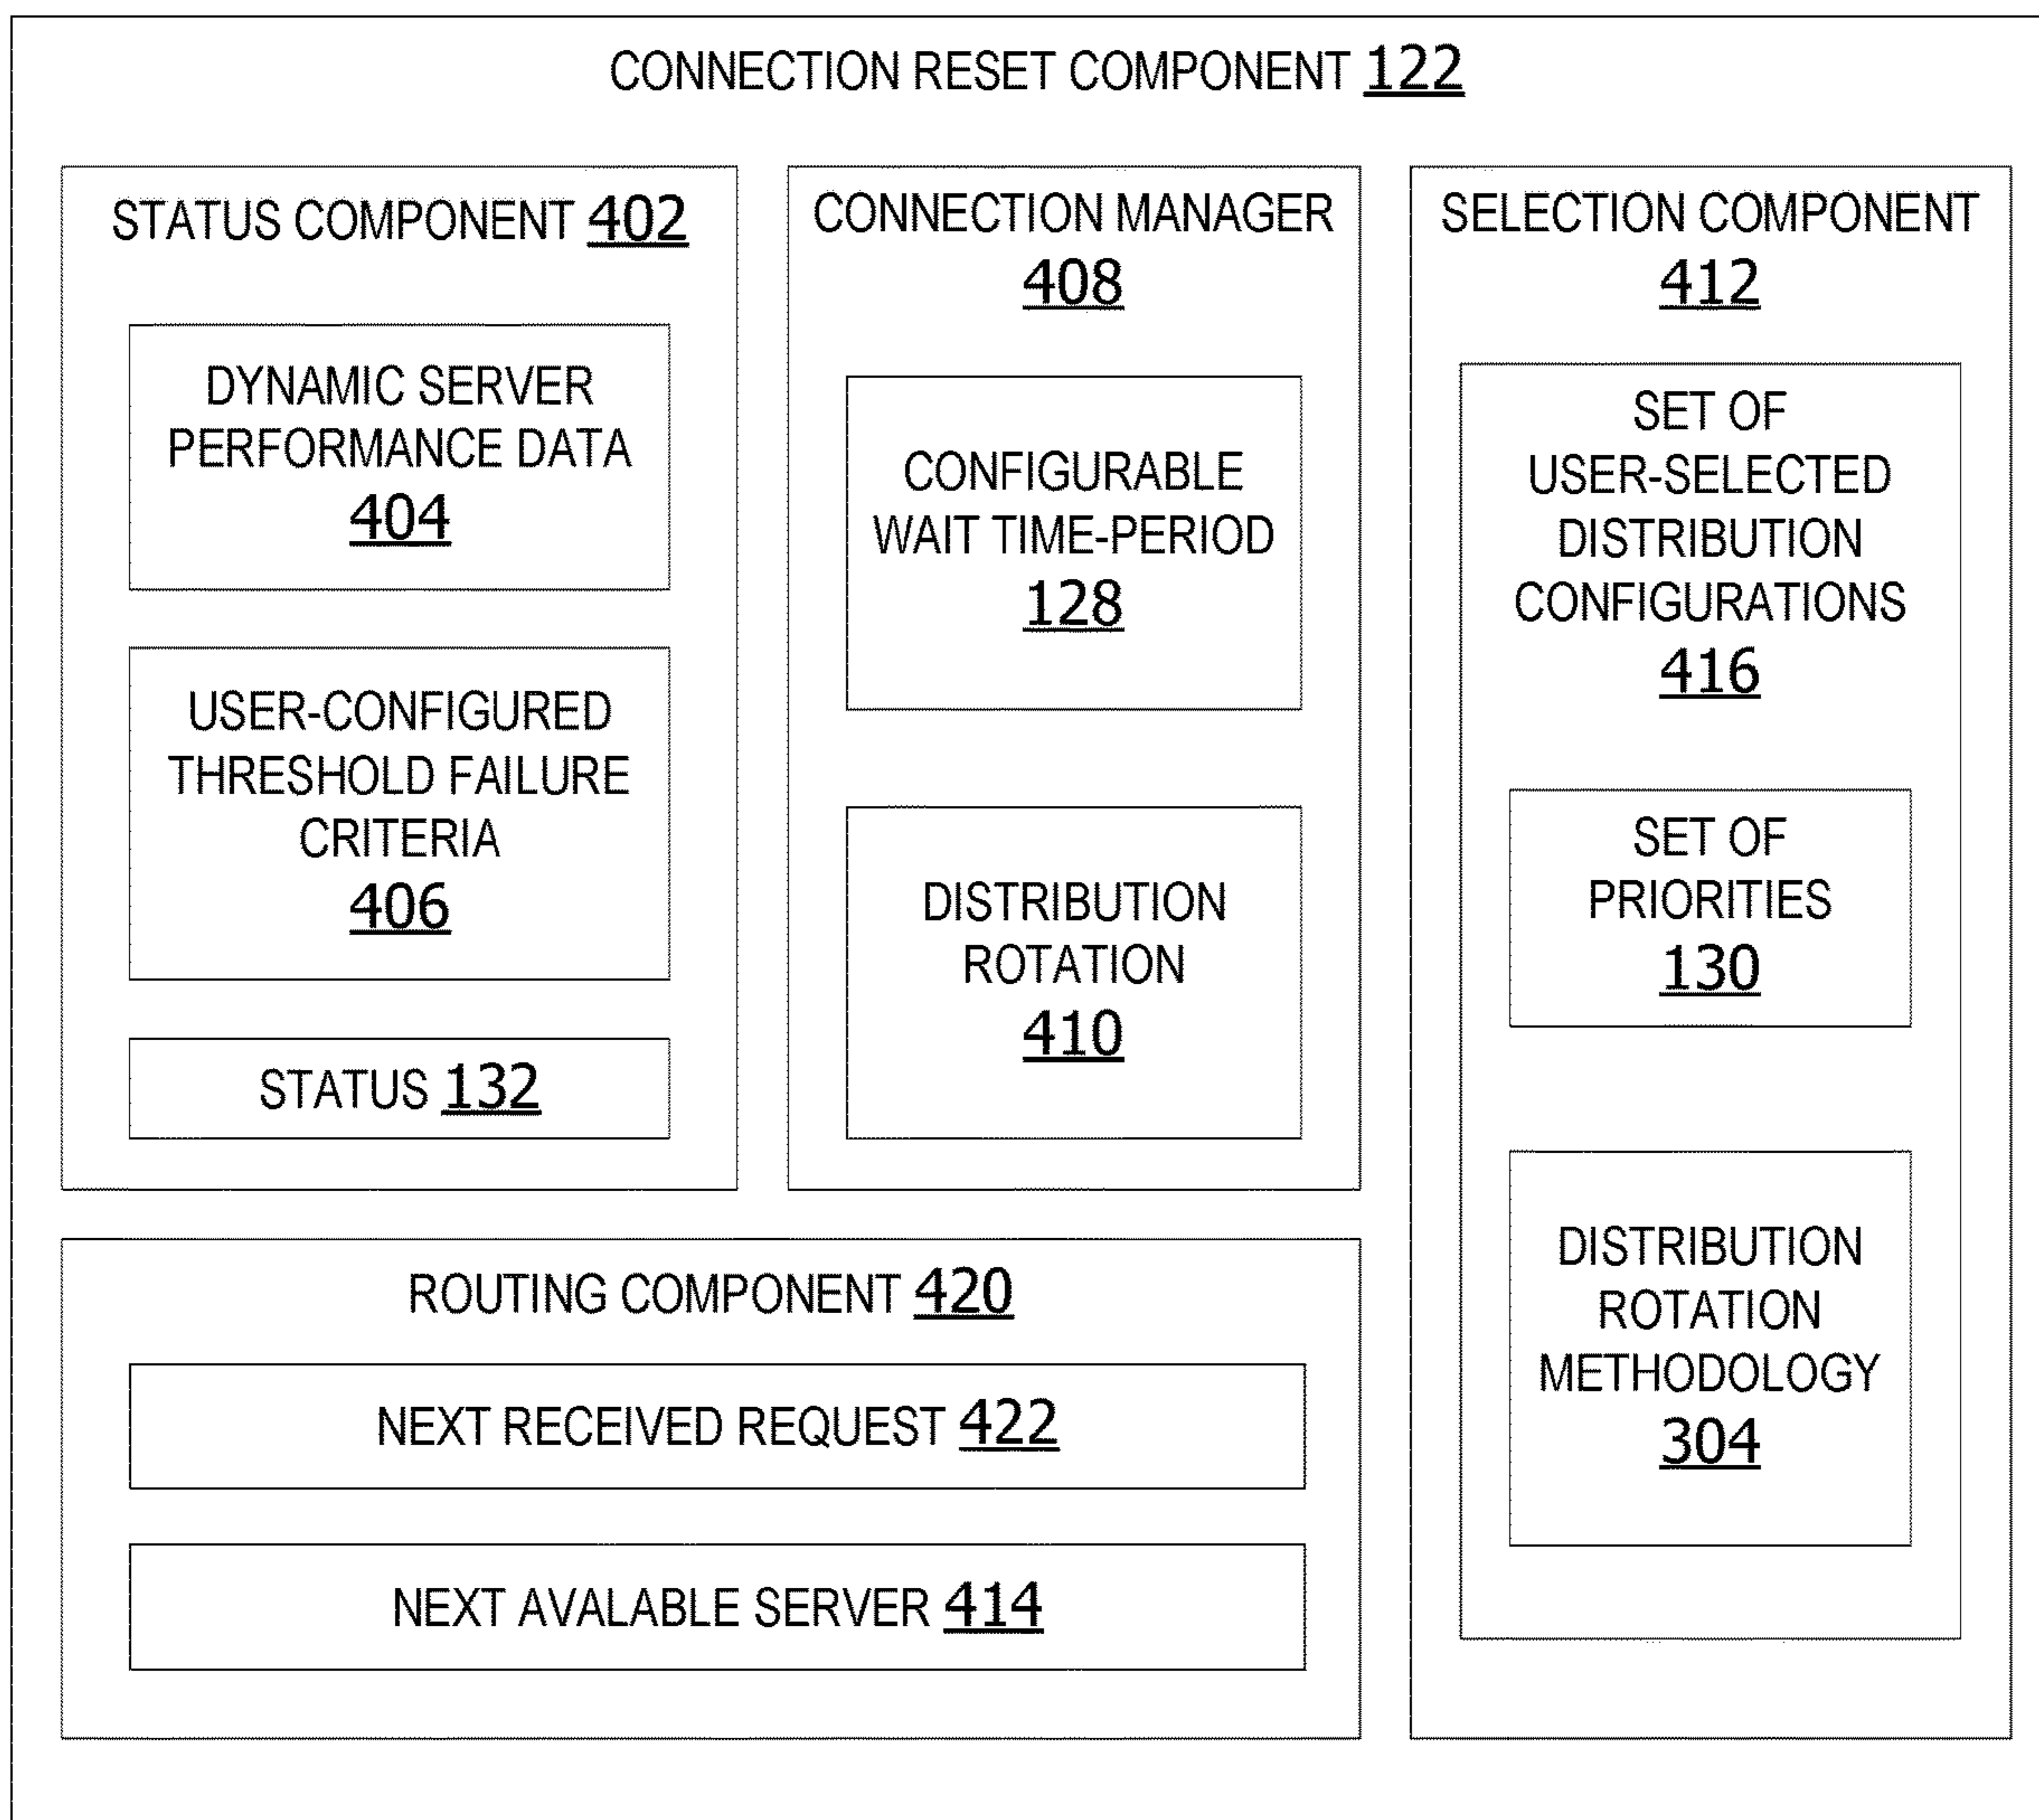 CONNECTION RESET COMPONENT 122
STATUS COMPONENT 402
DYNAMIC SERVER
PERFORMANCE DATA
404
USER-CONFIGURED
THRESHOLD FAILURE
CRITERIA
406
STATUS 132
CONNECTION MANAGER
408
CONFIGURABLE
WAIT TIME-PERIOD
128
DISTRIBUTION
ROTATION
410
SELECTION COMPONENT
412
SET OF
USER-SELECTED
DISTRIBUTION
CONFIGURATIONS
416
SET OF
PRIORITIES
130
DISTRIBUTION
ROTATION
METHODOLOGY
304
ROUTING COMPONENT 420
NEXT RECEIVED REQUEST 422
NEXT AVALABLE SERVER 414